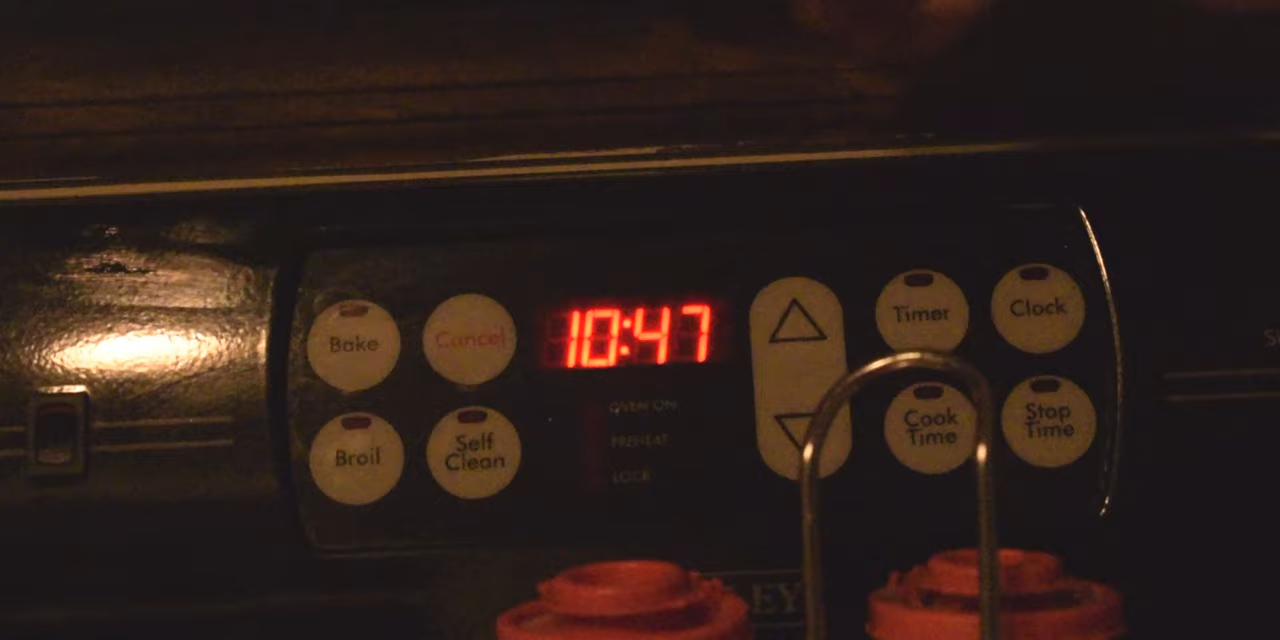 Bake
Cancel
10:47
Timer
Clock
Broil
Self
Clean
OVEN ON
PREHEAT
LOCK
Cook
Time
Stop
Time